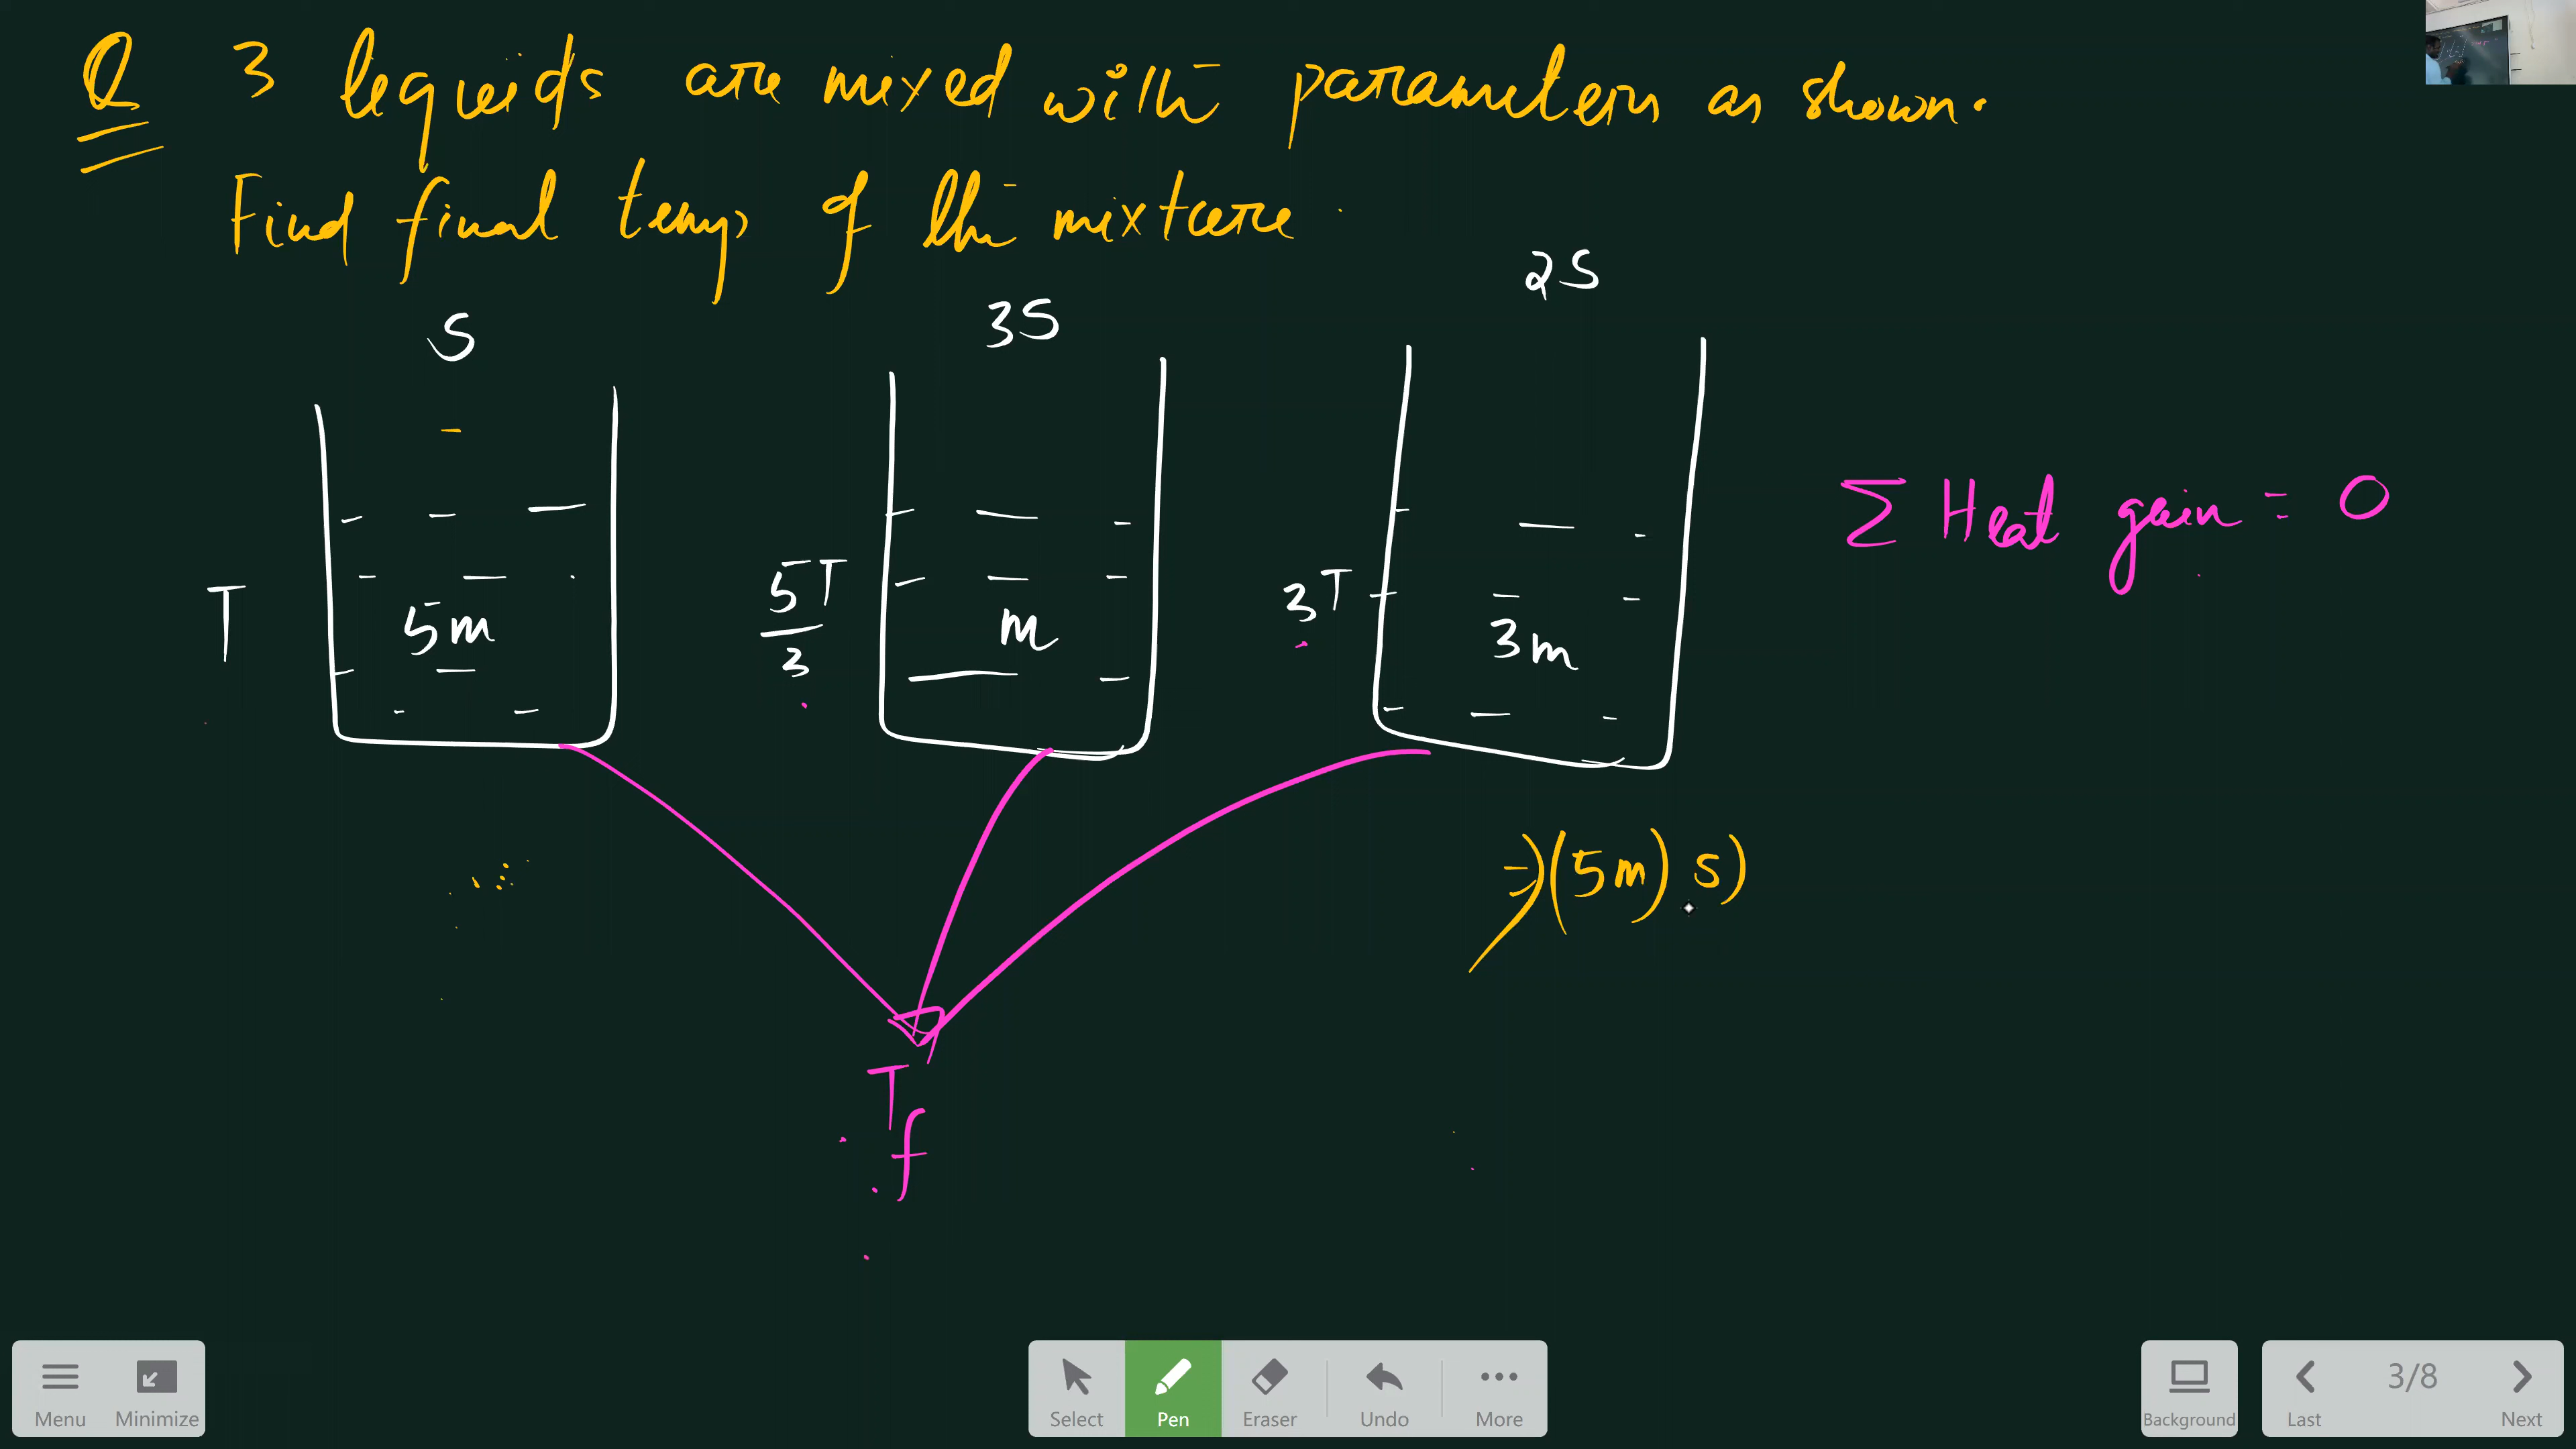 Q 3 liquids are mixed with parameters as shown.
Find final temp of the mixture.
S 3S 2S
Σ Heat gain = 0
T 5m 5T/3 m 3T 3m
⇒ (5m) S)
Tf
Menu Minimize Select Pen Eraser Undo More Background Last 3/8 Next